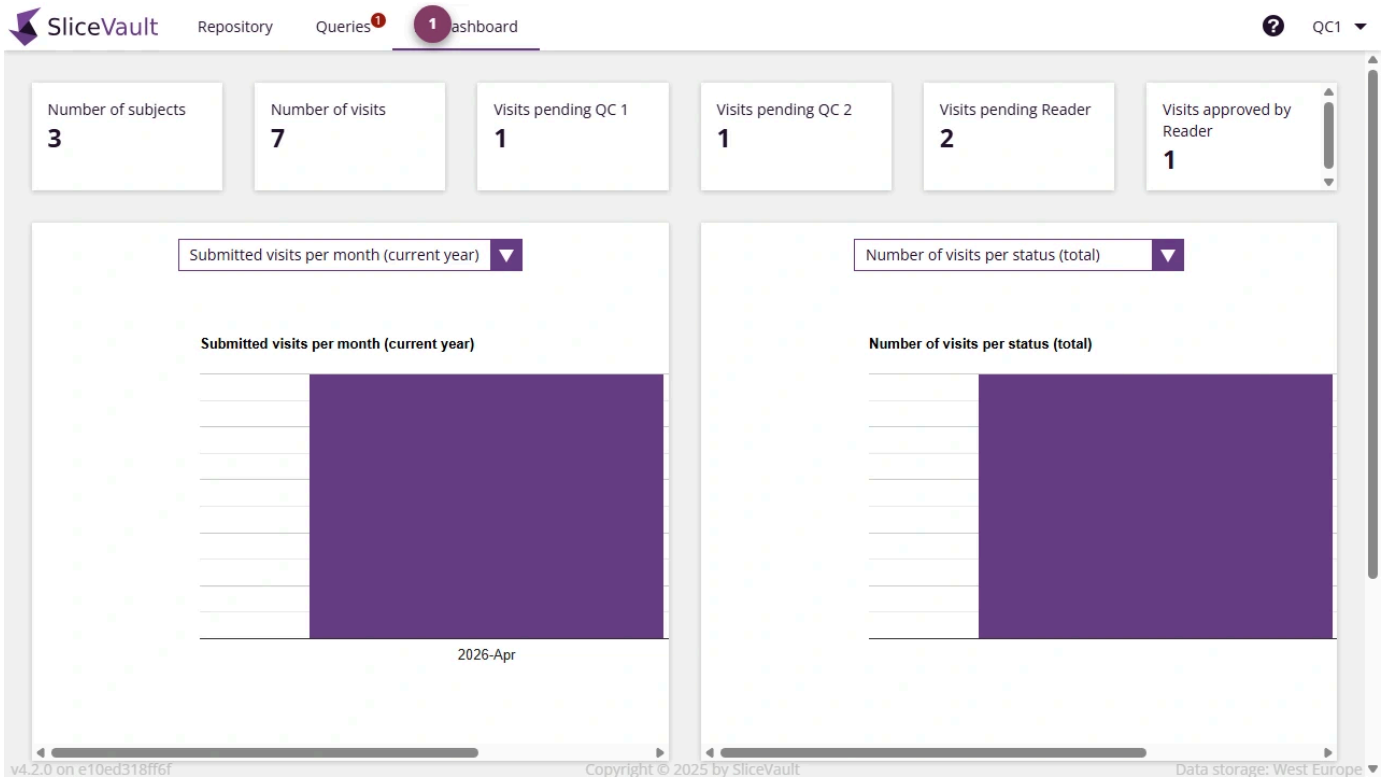 SliceVault
Repository
Queries
1
1
ashboard
?
QC1
Number of subjects
3
Number of visits
7
Visits pending QC 1
1
Visits pending QC 2
1
Visits pending Reader
2
Visits approved by
Reader
1
Submitted visits per month (current year)
Number of visits per status (total)
Submitted visits per month (current year)
Number of visits per status (total)
2026-Apr
v4.2.0 on e10ed318ff6f
Copyright © 2025 by SliceVault
Data storage: West Europe